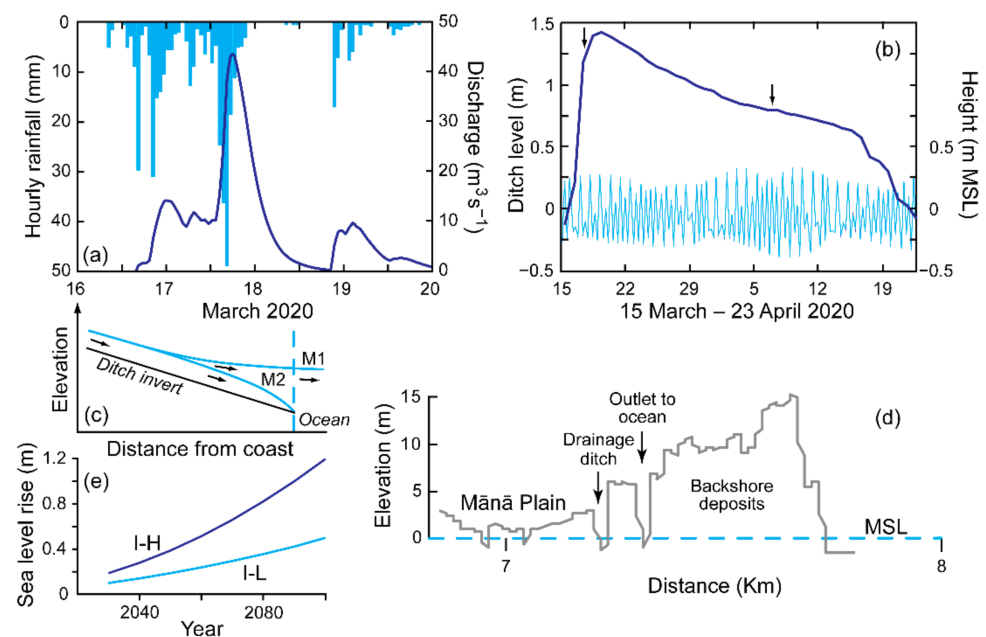 0
10
20
30
40
50
Hourly rainfall (mm)
50
40
30
20
10
0
Discharge (m³ s⁻¹)
(a)
16
17
18
19
20
March 2020
1.5
1
0.5
0
−0.5
Ditch level (m)
(b)
0.5
0
−0.5
Height (m MSL)
15
22
29
5
12
19
15 March – 23 April 2020
Elevation
Ditch invert
M1
M2
Ocean
(c)
Distance from coast
15
10
5
0
Elevation (m)
Outlet to
ocean
Drainage
ditch
(d)
Mānā Plain
Backshore
deposits
MSL
7
8
Distance (Km)
1.2
0.8
0.4
0
Sea level rise (m)
(e)
I-H
I-L
2040
2080
Year